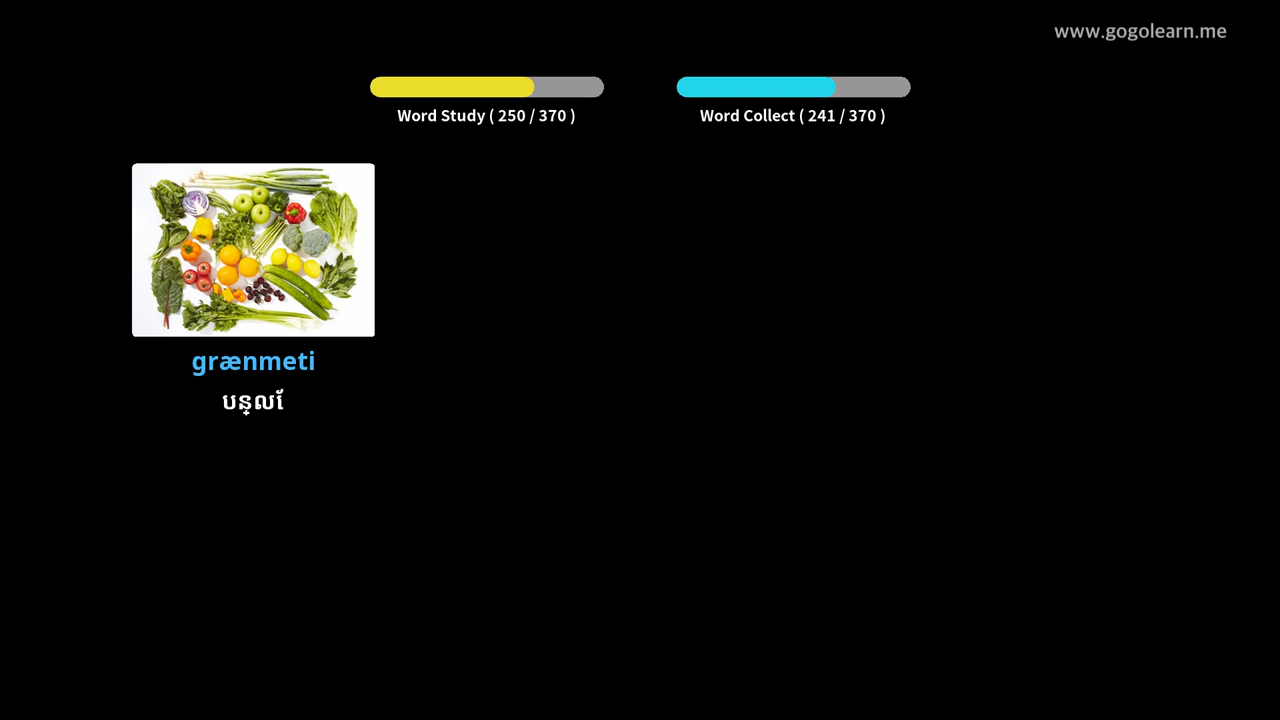 www.gogolearn.me
Word Study ( 250 / 370 )
Word Collect ( 241 / 370 )
grænmeti
បន្លែ